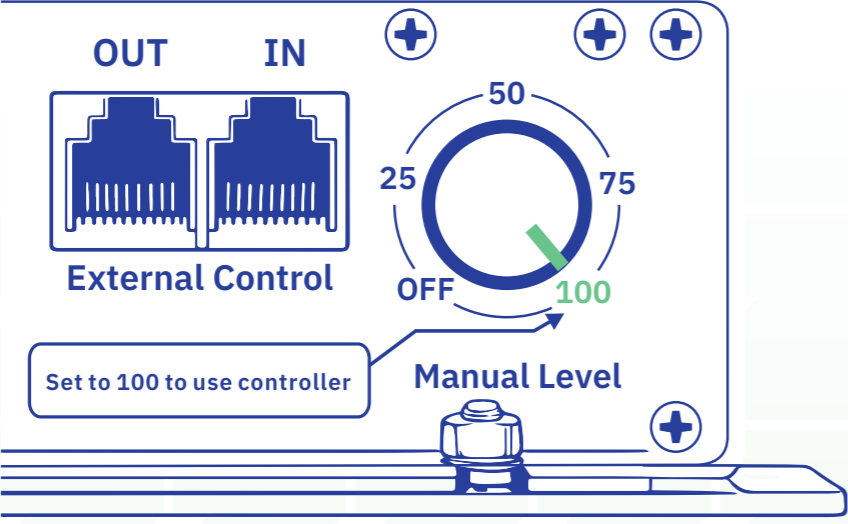 OUT
IN
External Control
50
25
75
OFF
100
Set to 100 to use controller
Manual Level